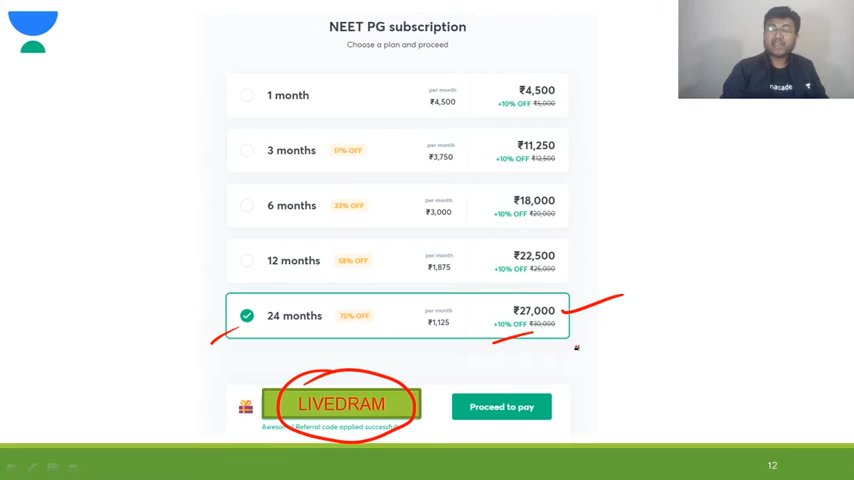 NEET PG subscription
Choose a plan and proceed
1 month
per month
₹4,500
₹4,500
+10% OFF ₹5,000
3 months 17% OFF
per month
₹3,750
₹11,250
+10% OFF ₹12,500
6 months 33% OFF
per month
₹3,000
₹18,000
+10% OFF ₹20,000
12 months 58% OFF
per month
₹1,875
₹22,500
+10% OFF ₹25,000
24 months 75% OFF
per month
₹1,125
₹27,000
+10% OFF ₹30,000
LIVEDRAM
Proceed to pay
Referral code applied successfully
nacade
12